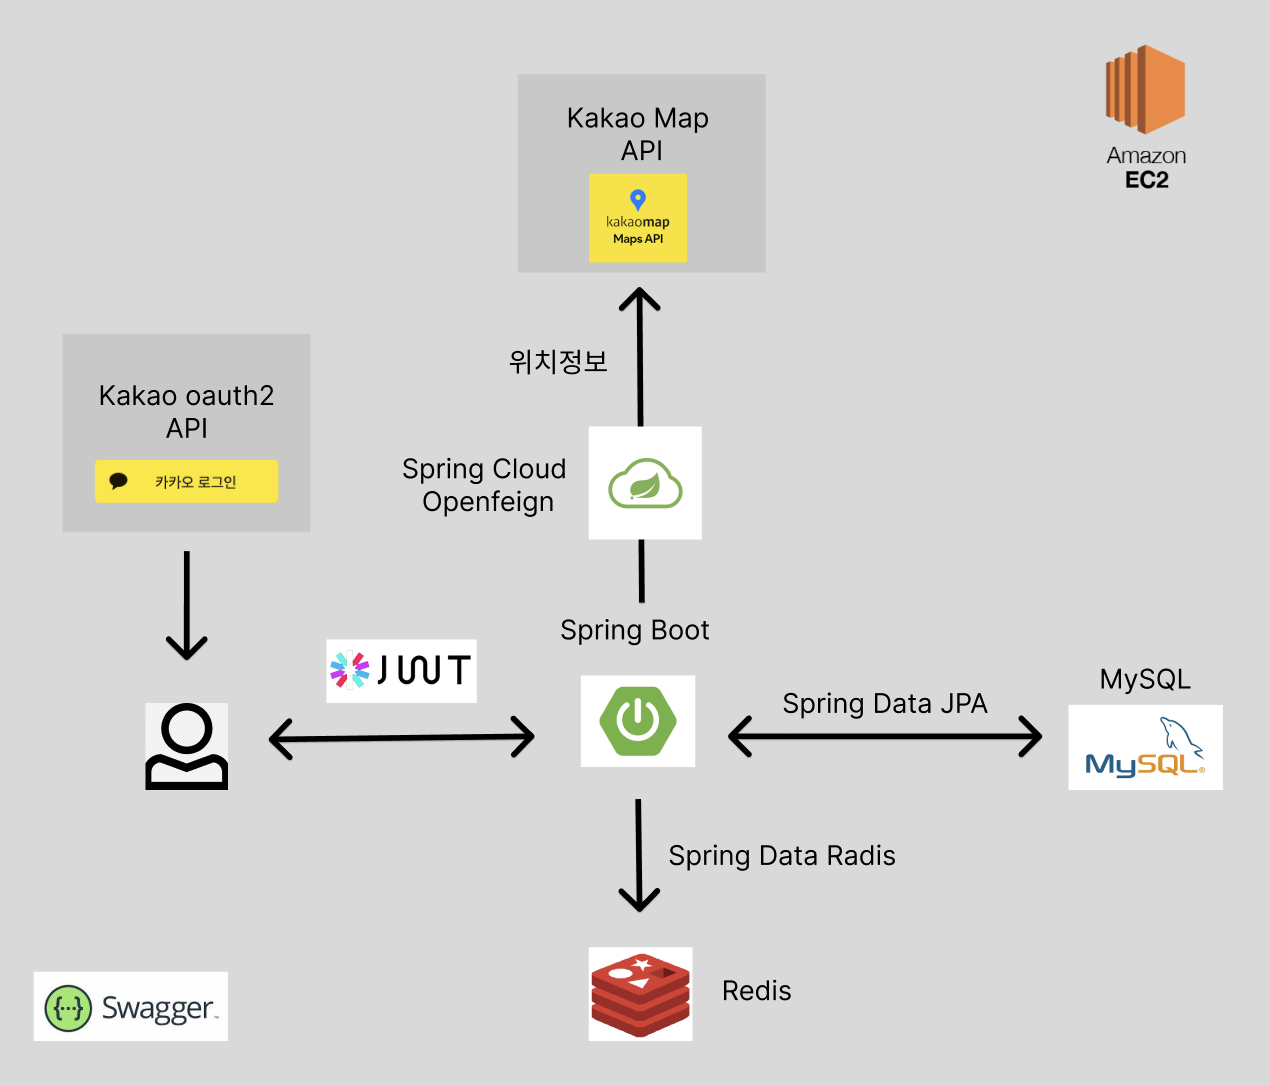 Kakao Map
API
kakaomap
Maps API
Amazon
EC2
위치정보
Kakao oauth2
API
카카오 로그인
Spring Cloud
Openfeign
Spring Boot
JWT
Spring Data JPA
MySQL
MySQL®
Spring Data Radis
Redis
{···} Swagger™